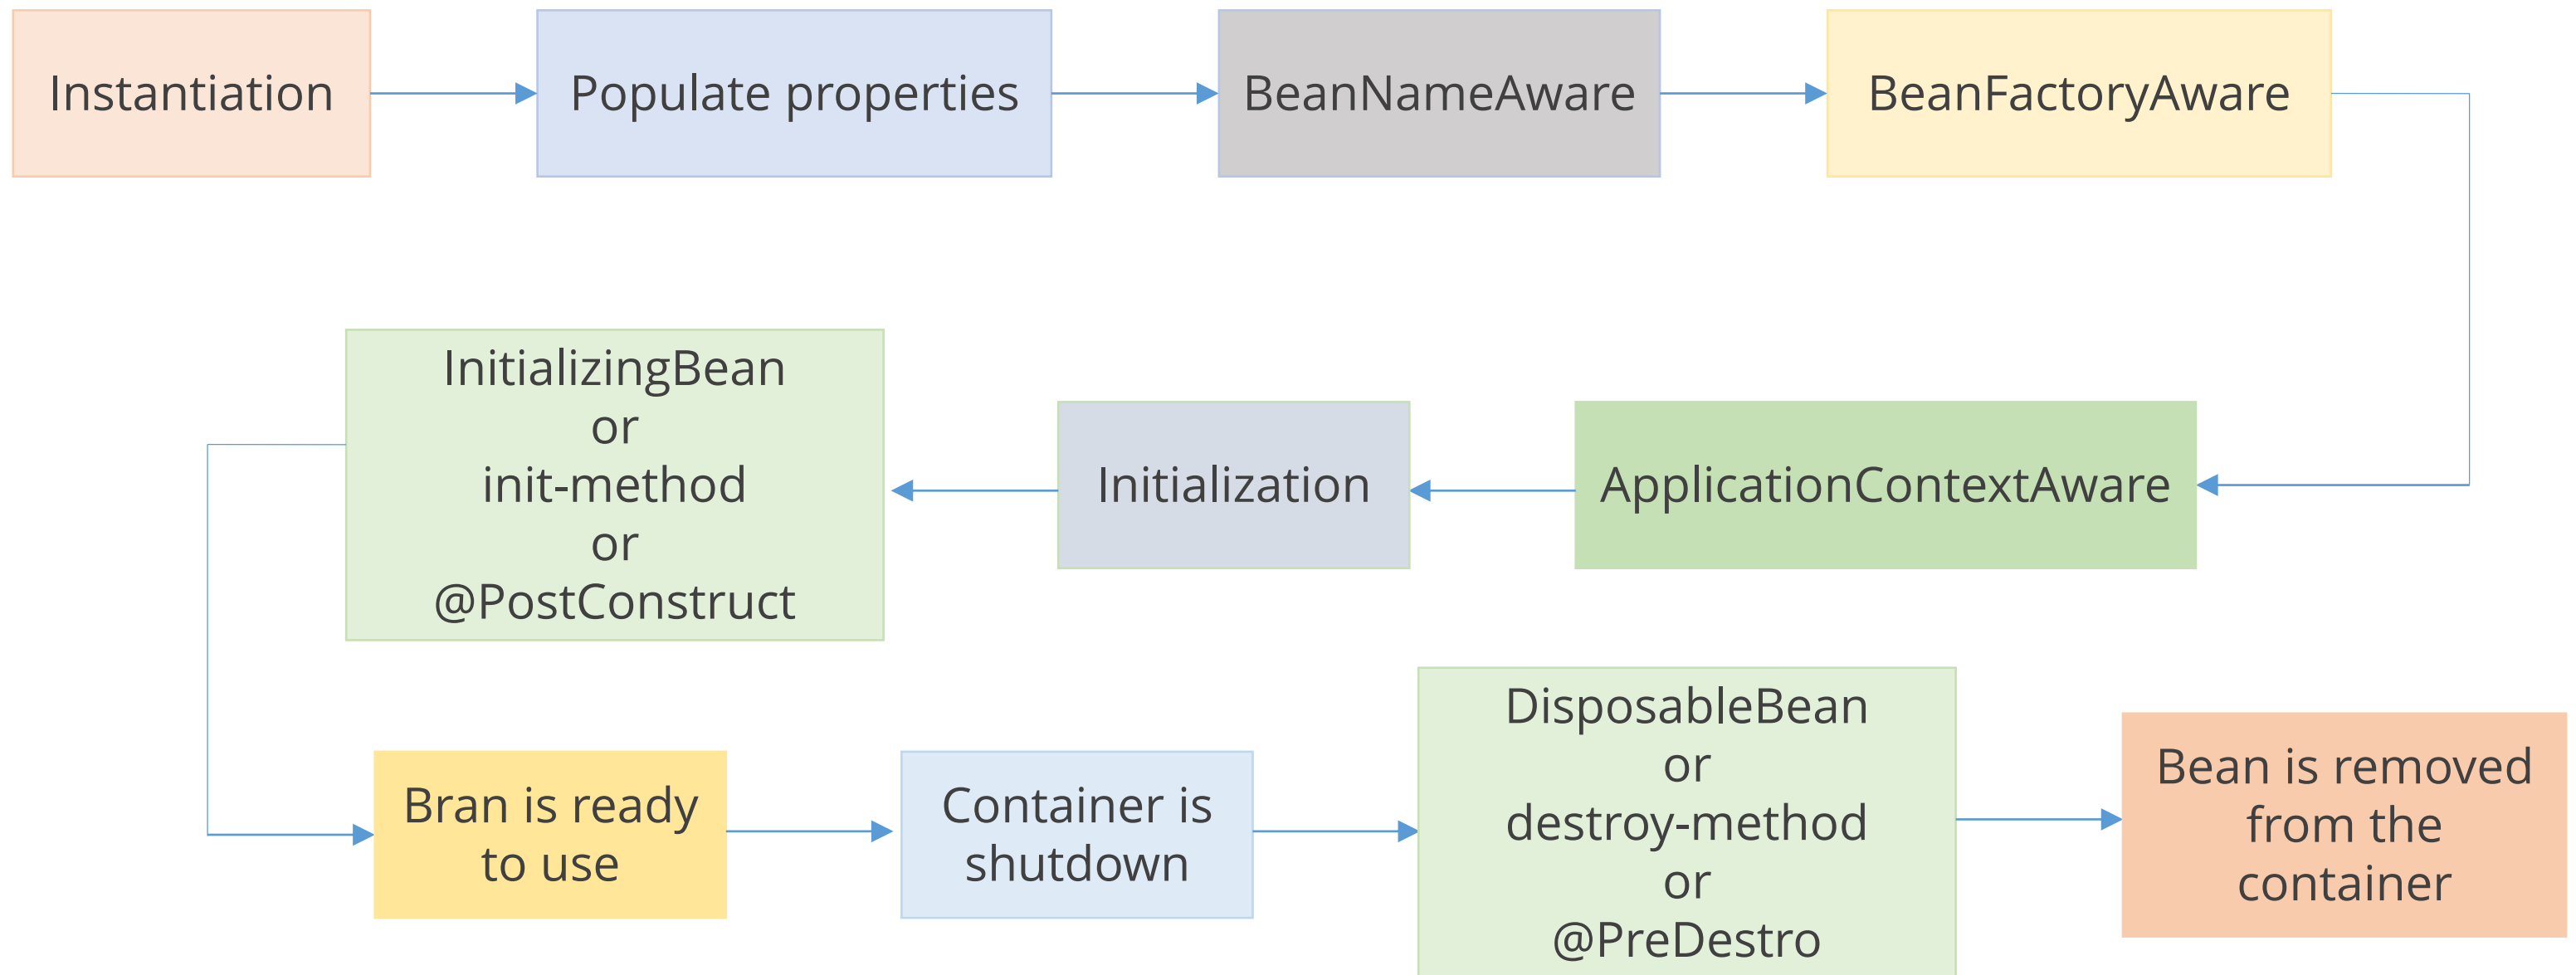 Instantiation
Populate properties
BeanNameAware
BeanFactoryAware
ApplicationContextAware
Initialization
InitializingBean
or
init-method
or
@PostConstruct
Bran is ready
to use
Container is
shutdown
DisposableBean
or
destroy-method
or
@PreDestro
Bean is removed
from the
container